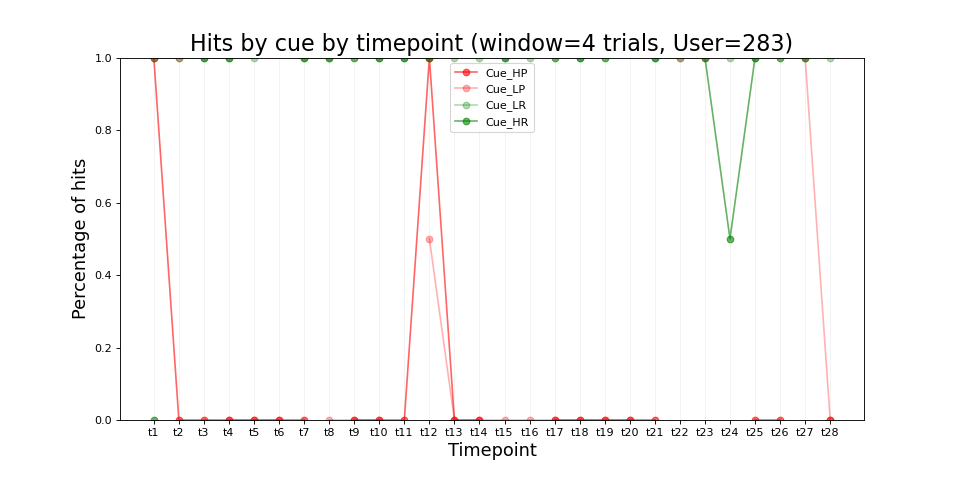 Hits by cue by timepoint (window=4 trials, User=283)
1.0
0.8
0.6
0.4
0.2
0.0
Percentage of hits
Cue_HP
Cue_LP
Cue_LR
Cue_HR
t1 t2 t3 t4 t5 t6 t7 t8 t9 t10 t11 t12 t13 t14 t15 t16 t17 t18 t19 t20 t21 t22 t23 t24 t25 t26 t27 t28
Timepoint